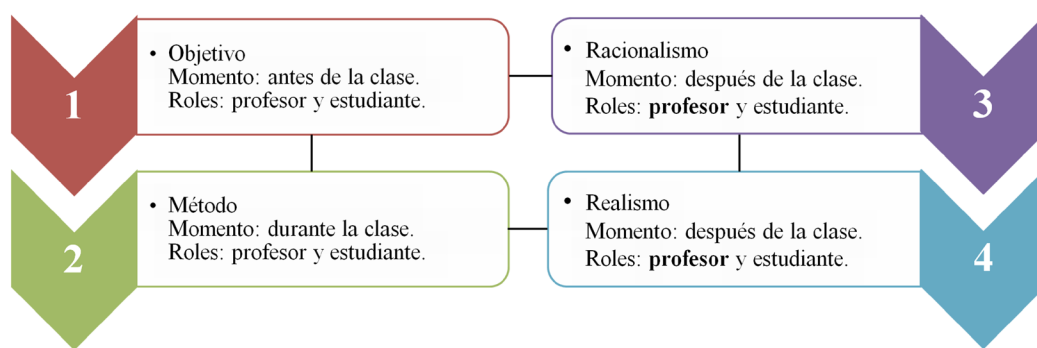 1
• Objetivo
Momento: antes de la clase.
Roles: profesor y estudiante.
2
• Método
Momento: durante la clase.
Roles: profesor y estudiante.
• Racionalismo
Momento: después de la clase.
Roles: profesor y estudiante.
3
• Realismo
Momento: después de la clase.
Roles: profesor y estudiante.
4